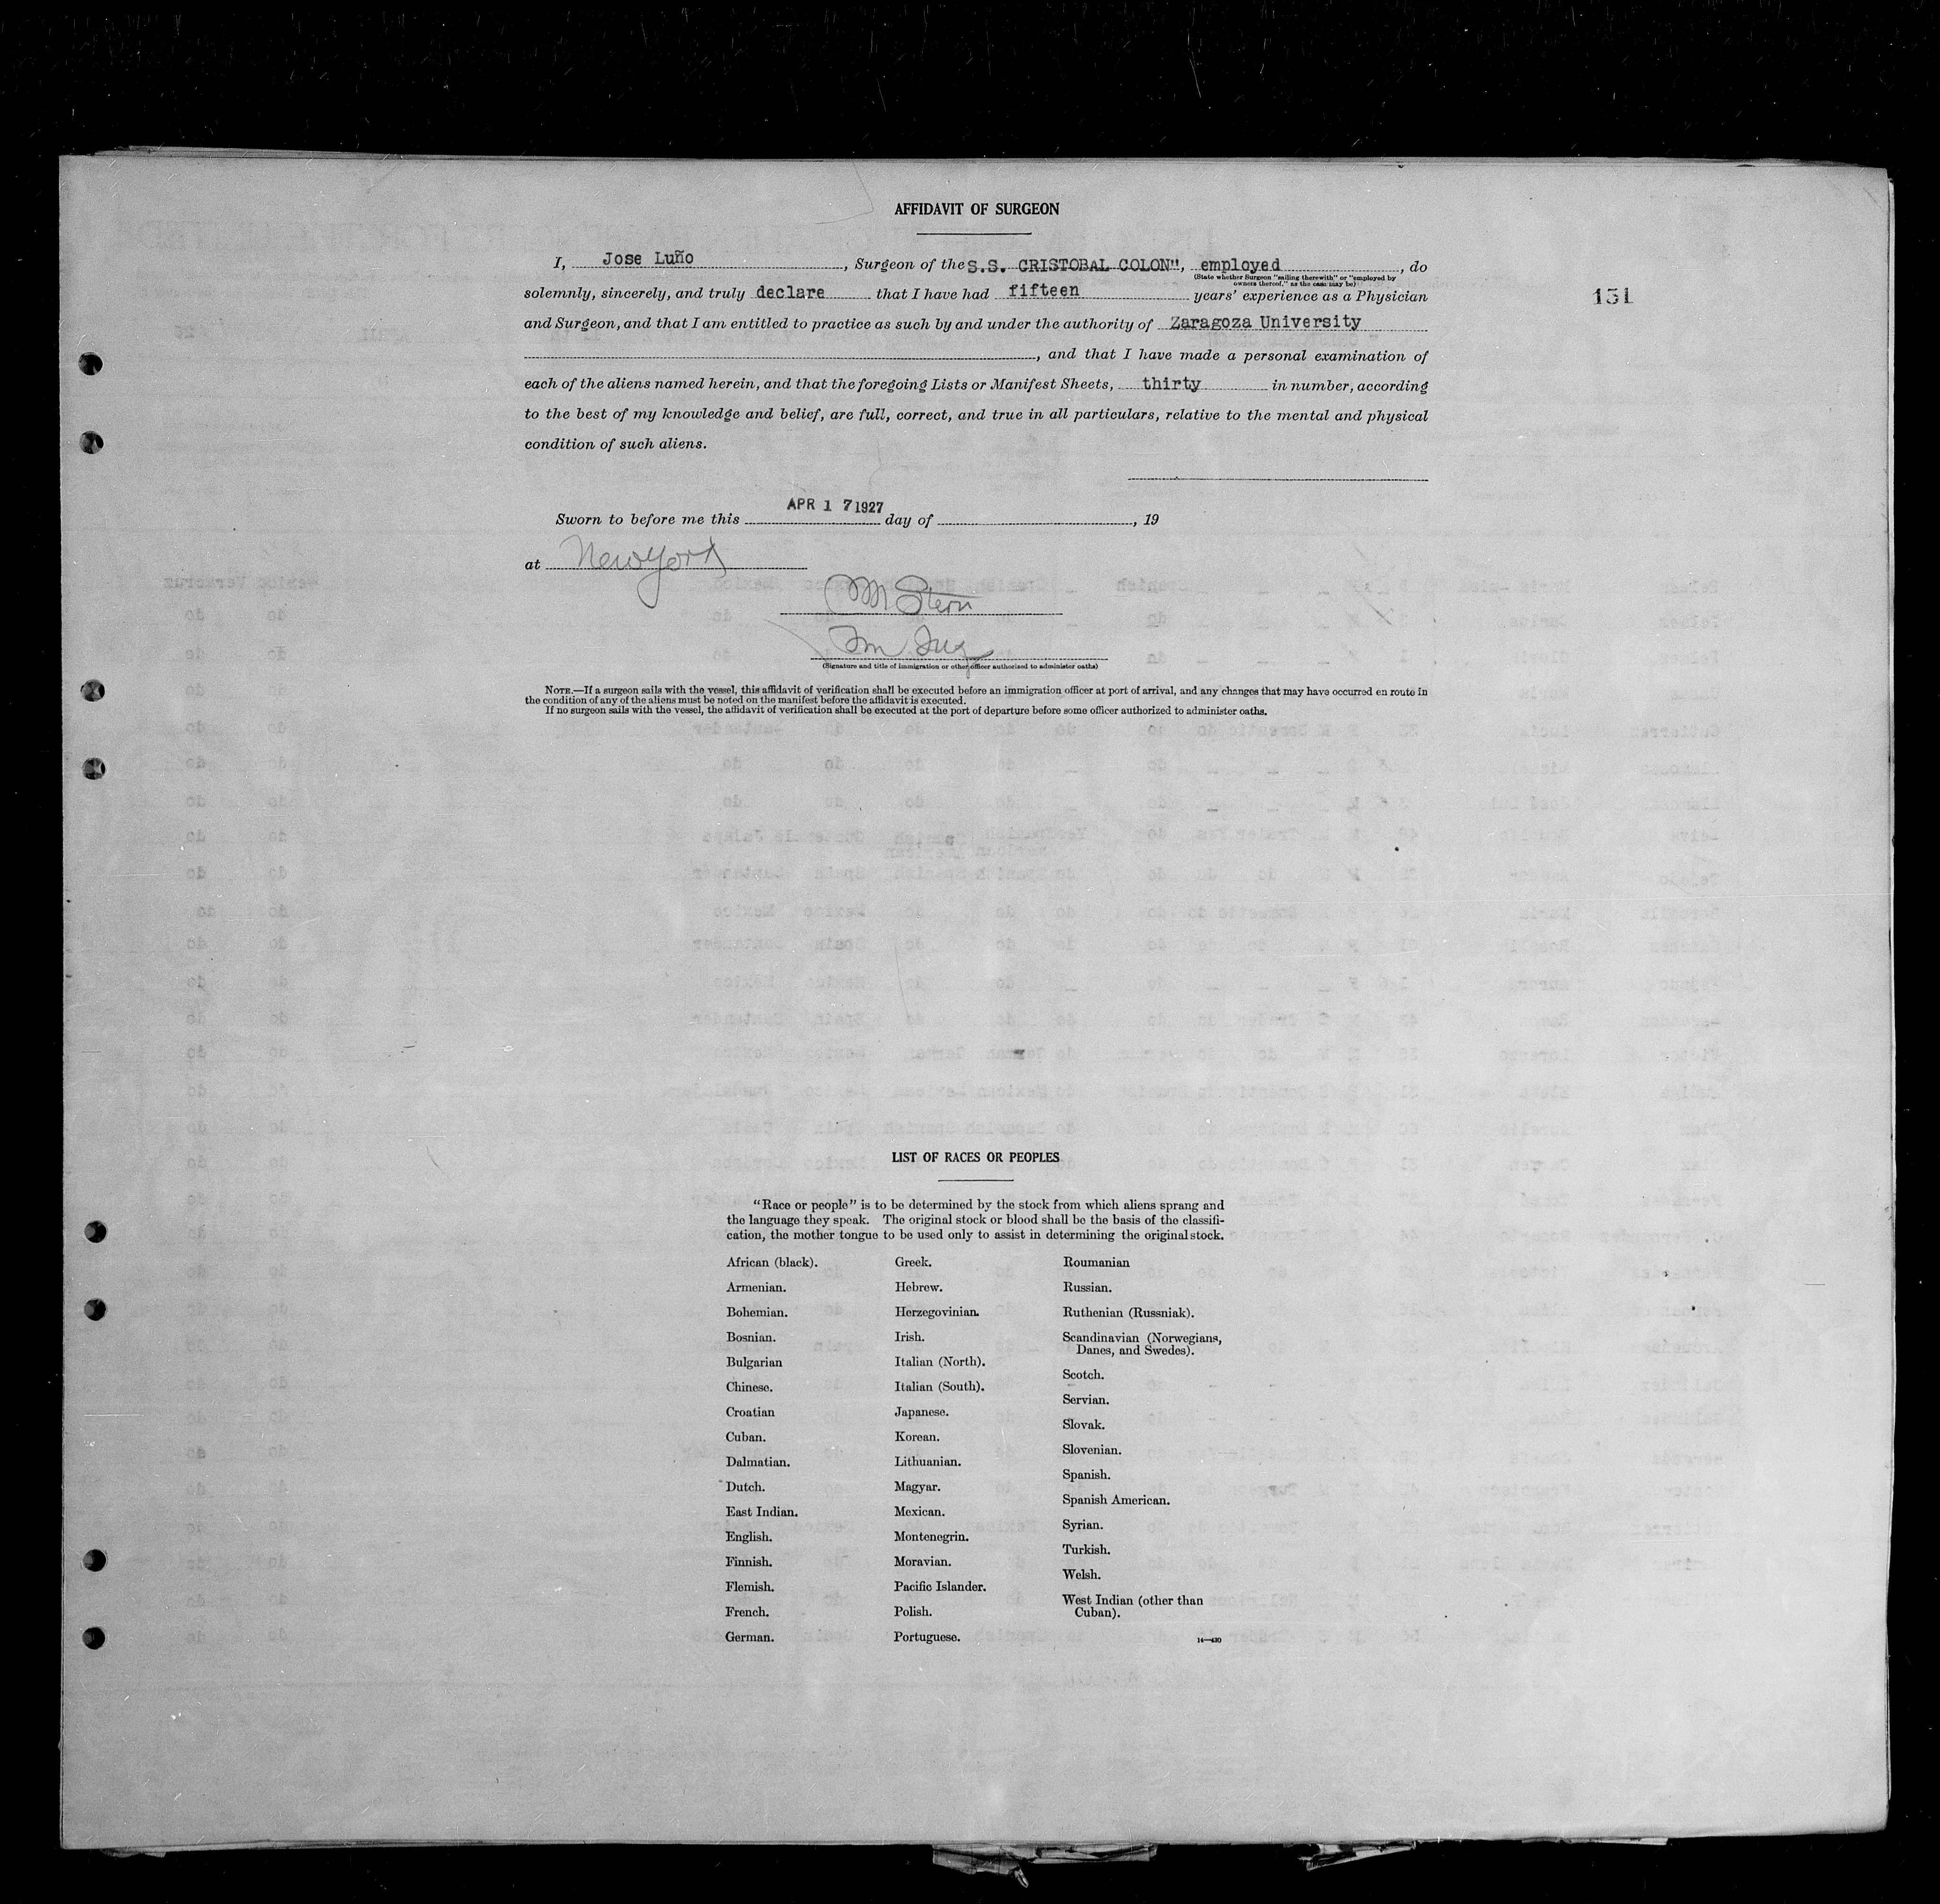 AFFIDAVIT OF SURGEON
I, Jose Luño, Surgeon of the S.S. CRISTOBAL COLON", employed, do
(State whether Surgeon "sailing therewith" or "employed by
owners thereof," as the case may be)
solemnly, sincerely, and truly declare that I have had fifteen years' experience as a Physician
151
and Surgeon, and that I am entitled to practice as such by and under the authority of Zaragoza University
, and that I have made a personal examination of
each of the aliens named herein, and that the foregoing Lists or Manifest Sheets, thirty in number, according
to the best of my knowledge and belief, are full, correct, and true in all particulars, relative to the mental and physical
condition of such aliens.
APR 17 1927
Sworn to before me this day of , 19
at New York
M Stern
(Signature and title of immigration or other officer authorized to administer oaths)
NOTE.—If a surgeon sails with the vessel, this affidavit of verification shall be executed before an immigration officer at port of arrival, and any changes that may have occurred en route in
the condition of any of the aliens must be noted on the manifest before the affidavit is executed.
If no surgeon sails with the vessel, the affidavit of verification shall be executed at the port of departure before some officer authorized to administer oaths.
LIST OF RACES OR PEOPLES
"Race or people" is to be determined by the stock from which aliens sprang and
the language they speak. The original stock or blood shall be the basis of the classifi-
cation, the mother tongue to be used only to assist in determining the original stock.
African (black).
Armenian.
Bohemian.
Bosnian.
Bulgarian
Chinese.
Croatian
Cuban.
Dalmatian.
Dutch.
East Indian.
English.
Finnish.
Flemish.
French.
German.
Greek.
Hebrew.
Herzegovinian.
Irish.
Italian (North).
Italian (South).
Japanese.
Korean.
Lithuanian.
Magyar.
Mexican.
Montenegrin.
Moravian.
Pacific Islander.
Polish.
Portuguese.
Roumanian
Russian.
Ruthenian (Russniak).
Scandinavian (Norwegians,
Danes, and Swedes).
Scotch.
Servian.
Slovak.
Slovenian.
Spanish.
Spanish American.
Syrian.
Turkish.
Welsh.
West Indian (other than
Cuban).
14—430